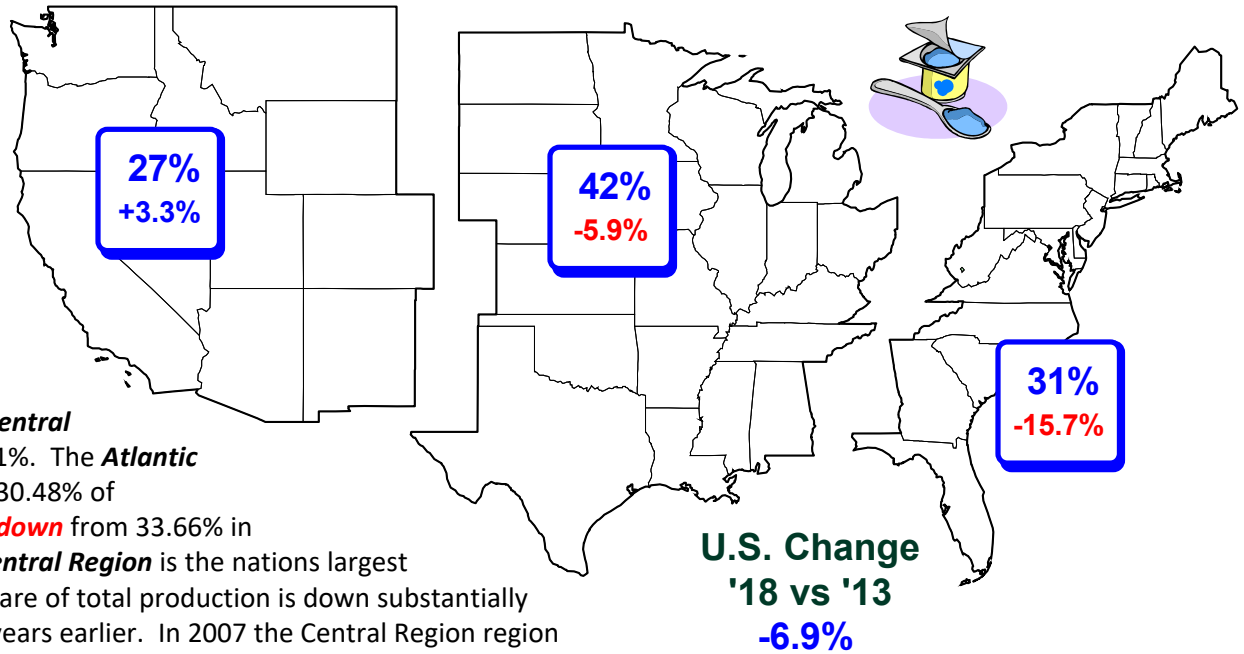 27%
+3.3%
42%
-5.9%
31%
-15.7%
entral
1%. The Atlantic
30.48% of
down from 33.66% in
entral Region is the nations largest
are of total production is down substantially
years earlier. In 2007 the Central Region region
U.S. Change
'18 vs '13
-6.9%